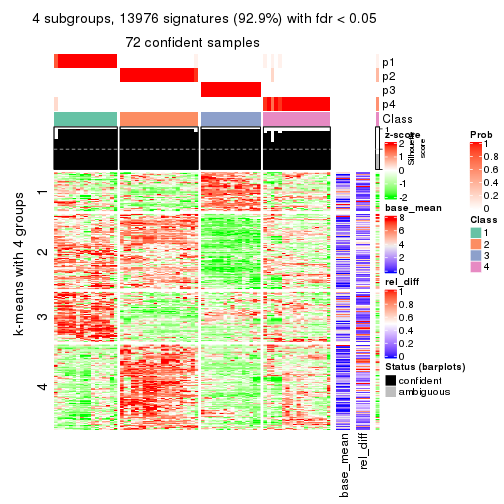 4 subgroups, 13976 signatures (92.9%) with fdr < 0.05
72 confident samples
p1
p2
p3
p4
Class
1
Silhouette
score
k-means with 4 groups
1
2
3
4
base_mean
rel_diff
z-score
2
1
0
-1
-2
base_mean
8
6
4
2
0
rel_diff
1
0.8
0.6
0.4
0.2
0
Status (barplots)
confident
ambiguous
Prob
1
0.8
0.6
0.4
0.2
0
Class
1
2
3
4